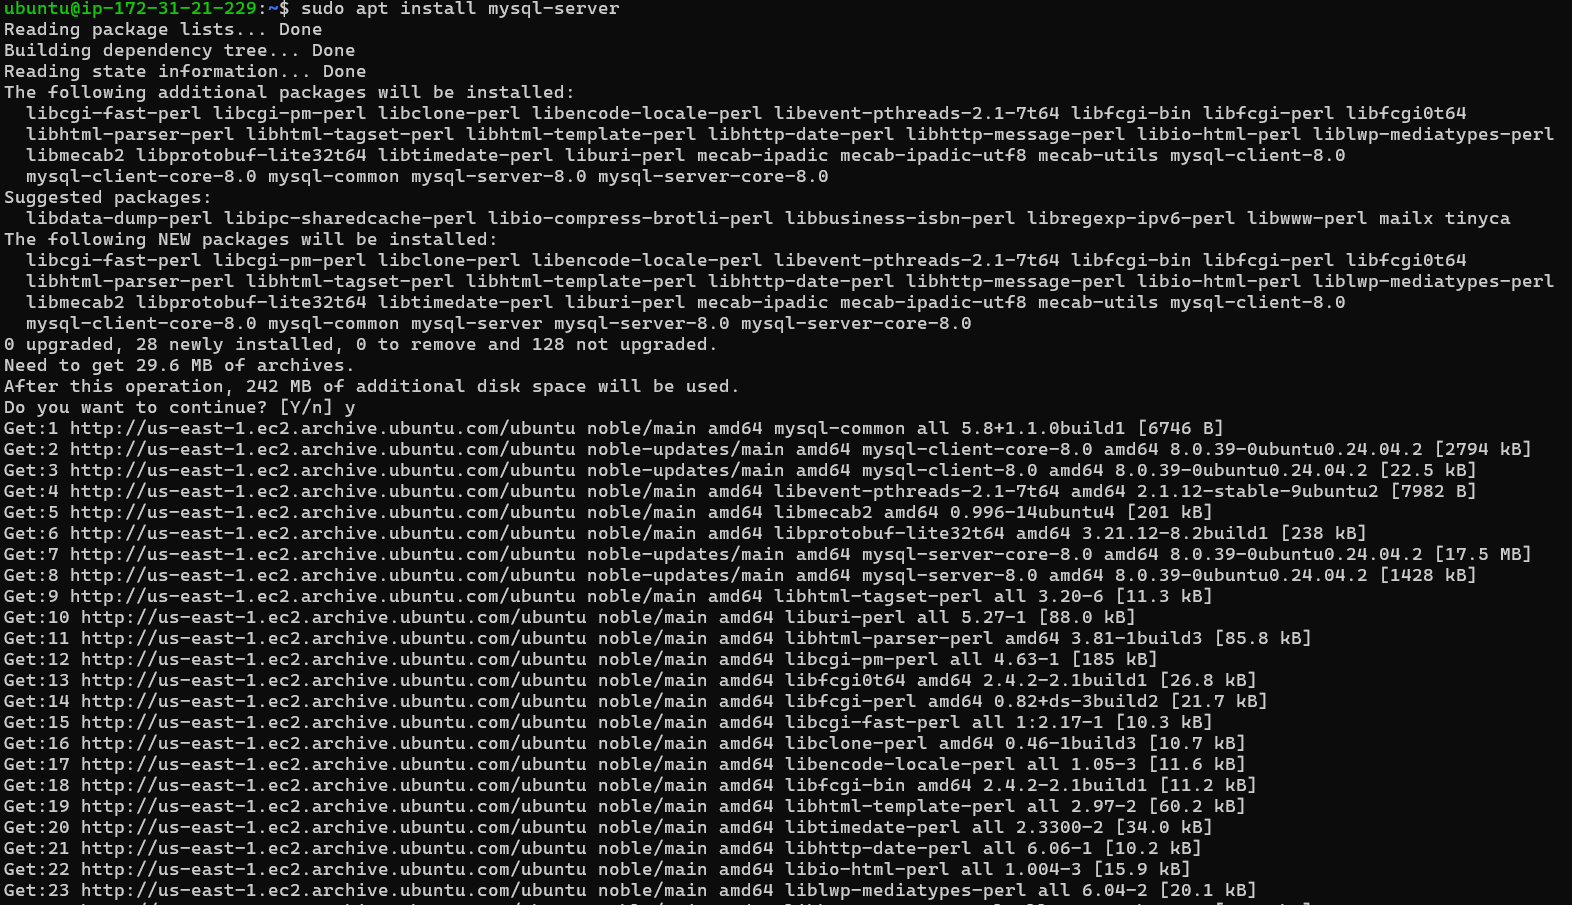 ubuntu@ip-172-31-21-229:~$ sudo apt install mysql-server
Reading package lists... Done
Building dependency tree... Done
Reading state information... Done
The following additional packages will be installed:
  libcgi-fast-perl libcgi-pm-perl libclone-perl libencode-locale-perl libevent-pthreads-2.1-7t64 libfcgi-bin libfcgi-perl libfcgi0t64
  libhtml-parser-perl libhtml-tagset-perl libhtml-template-perl libhttp-date-perl libhttp-message-perl libio-html-perl liblwp-mediatypes-perl
  libmecab2 libprotobuf-lite32t64 libtimedate-perl liburi-perl mecab-ipadic mecab-ipadic-utf8 mecab-utils mysql-client-8.0
  mysql-client-core-8.0 mysql-common mysql-server-8.0 mysql-server-core-8.0
Suggested packages:
  libdata-dump-perl libipc-sharedcache-perl libio-compress-brotli-perl libbusiness-isbn-perl libregexp-ipv6-perl libwww-perl mailx tinyca
The following NEW packages will be installed:
  libcgi-fast-perl libcgi-pm-perl libclone-perl libencode-locale-perl libevent-pthreads-2.1-7t64 libfcgi-bin libfcgi-perl libfcgi0t64
  libhtml-parser-perl libhtml-tagset-perl libhtml-template-perl libhttp-date-perl libhttp-message-perl libio-html-perl liblwp-mediatypes-perl
  libmecab2 libprotobuf-lite32t64 libtimedate-perl liburi-perl mecab-ipadic mecab-ipadic-utf8 mecab-utils mysql-client-8.0
  mysql-client-core-8.0 mysql-common mysql-server mysql-server-8.0 mysql-server-core-8.0
0 upgraded, 28 newly installed, 0 to remove and 128 not upgraded.
Need to get 29.6 MB of archives.
After this operation, 242 MB of additional disk space will be used.
Do you want to continue? [Y/n] y
Get:1 http://us-east-1.ec2.archive.ubuntu.com/ubuntu noble/main amd64 mysql-common all 5.8+1.1.0build1 [6746 B]
Get:2 http://us-east-1.ec2.archive.ubuntu.com/ubuntu noble-updates/main amd64 mysql-client-core-8.0 amd64 8.0.39-0ubuntu0.24.04.2 [2794 kB]
Get:3 http://us-east-1.ec2.archive.ubuntu.com/ubuntu noble-updates/main amd64 mysql-client-8.0 amd64 8.0.39-0ubuntu0.24.04.2 [22.5 kB]
Get:4 http://us-east-1.ec2.archive.ubuntu.com/ubuntu noble/main amd64 libevent-pthreads-2.1-7t64 amd64 2.1.12-stable-9ubuntu2 [7982 B]
Get:5 http://us-east-1.ec2.archive.ubuntu.com/ubuntu noble/main amd64 libmecab2 amd64 0.996-14ubuntu4 [201 kB]
Get:6 http://us-east-1.ec2.archive.ubuntu.com/ubuntu noble/main amd64 libprotobuf-lite32t64 amd64 3.21.12-8.2build1 [238 kB]
Get:7 http://us-east-1.ec2.archive.ubuntu.com/ubuntu noble-updates/main amd64 mysql-server-core-8.0 amd64 8.0.39-0ubuntu0.24.04.2 [17.5 MB]
Get:8 http://us-east-1.ec2.archive.ubuntu.com/ubuntu noble-updates/main amd64 mysql-server-8.0 amd64 8.0.39-0ubuntu0.24.04.2 [1428 kB]
Get:9 http://us-east-1.ec2.archive.ubuntu.com/ubuntu noble/main amd64 libhtml-tagset-perl all 3.20-6 [11.3 kB]
Get:10 http://us-east-1.ec2.archive.ubuntu.com/ubuntu noble/main amd64 liburi-perl all 5.27-1 [88.0 kB]
Get:11 http://us-east-1.ec2.archive.ubuntu.com/ubuntu noble/main amd64 libhtml-parser-perl amd64 3.81-1build3 [85.8 kB]
Get:12 http://us-east-1.ec2.archive.ubuntu.com/ubuntu noble/main amd64 libcgi-pm-perl all 4.63-1 [185 kB]
Get:13 http://us-east-1.ec2.archive.ubuntu.com/ubuntu noble/main amd64 libfcgi0t64 amd64 2.4.2-2.1build1 [26.8 kB]
Get:14 http://us-east-1.ec2.archive.ubuntu.com/ubuntu noble/main amd64 libfcgi-perl amd64 0.82+ds-3build2 [21.7 kB]
Get:15 http://us-east-1.ec2.archive.ubuntu.com/ubuntu noble/main amd64 libcgi-fast-perl all 1:2.17-1 [10.3 kB]
Get:16 http://us-east-1.ec2.archive.ubuntu.com/ubuntu noble/main amd64 libclone-perl amd64 0.46-1build3 [10.7 kB]
Get:17 http://us-east-1.ec2.archive.ubuntu.com/ubuntu noble/main amd64 libencode-locale-perl all 1.05-3 [11.6 kB]
Get:18 http://us-east-1.ec2.archive.ubuntu.com/ubuntu noble/main amd64 libfcgi-bin amd64 2.4.2-2.1build1 [11.2 kB]
Get:19 http://us-east-1.ec2.archive.ubuntu.com/ubuntu noble/main amd64 libhtml-template-perl all 2.97-2 [60.2 kB]
Get:20 http://us-east-1.ec2.archive.ubuntu.com/ubuntu noble/main amd64 libtimedate-perl all 2.3300-2 [34.0 kB]
Get:21 http://us-east-1.ec2.archive.ubuntu.com/ubuntu noble/main amd64 libhttp-date-perl all 6.06-1 [10.2 kB]
Get:22 http://us-east-1.ec2.archive.ubuntu.com/ubuntu noble/main amd64 libio-html-perl all 1.004-3 [15.9 kB]
Get:23 http://us-east-1.ec2.archive.ubuntu.com/ubuntu noble/main amd64 liblwp-mediatypes-perl all 6.04-2 [20.1 kB]